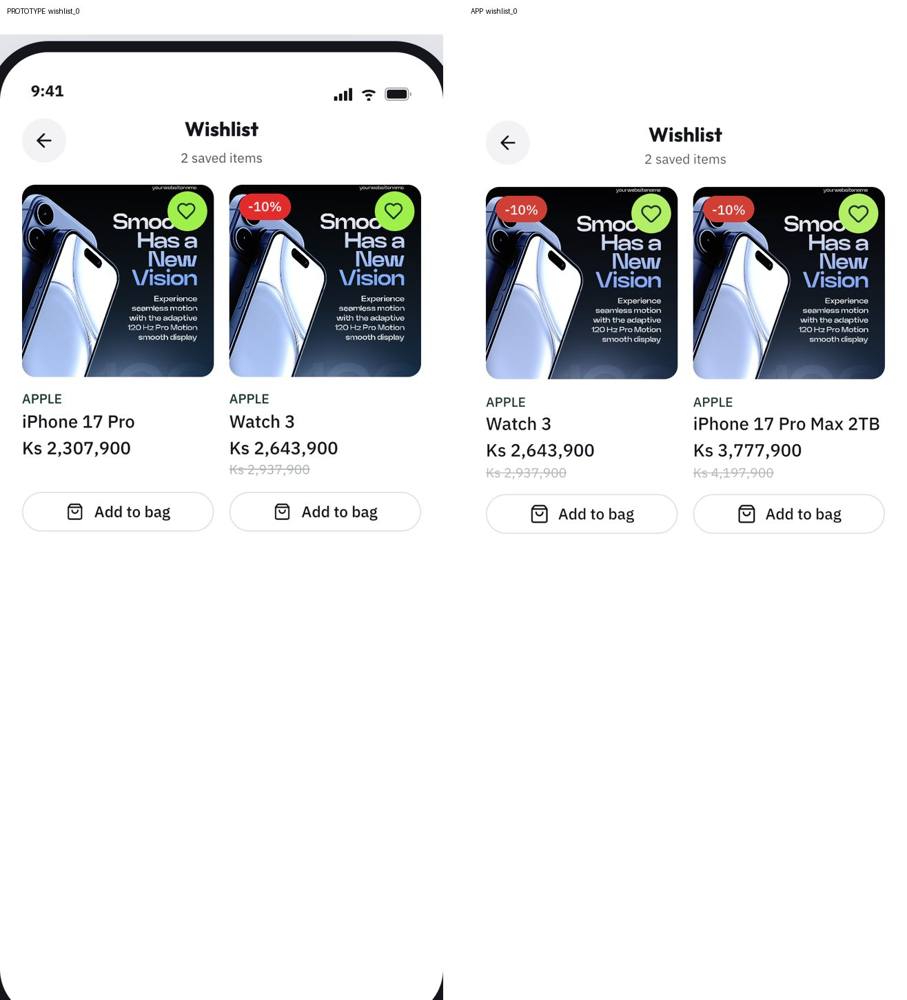 PROTOTYPE wishlist_0
9:41
Wishlist
2 saved items
yourwebsitename
Smoo
Has a
New
Vision
Experience
seamless motion
with the adaptive
120 Hz Pro Motion
smooth display
APPLE
iPhone 17 Pro
Ks 2,307,900
Add to bag
-10%
yourwebsitename
Smoo
Has a
New
Vision
Experience
seamless motion
with the adaptive
120 Hz Pro Motion
smooth display
APPLE
Watch 3
Ks 2,643,900
Ks 2,937,900
Add to bag
APP wishlist_0
Wishlist
2 saved items
-10%
yourwebsitename
Smoo
Has a
New
Vision
Experience
seamless motion
with the adaptive
120 Hz Pro Motion
smooth display
APPLE
Watch 3
Ks 2,643,900
Ks 2,937,900
Add to bag
-10%
yourwebsitename
Smoo
Has a
New
Vision
Experience
seamless motion
with the adaptive
120 Hz Pro Motion
smooth display
APPLE
iPhone 17 Pro Max 2TB
Ks 3,777,900
Ks 4,197,900
Add to bag